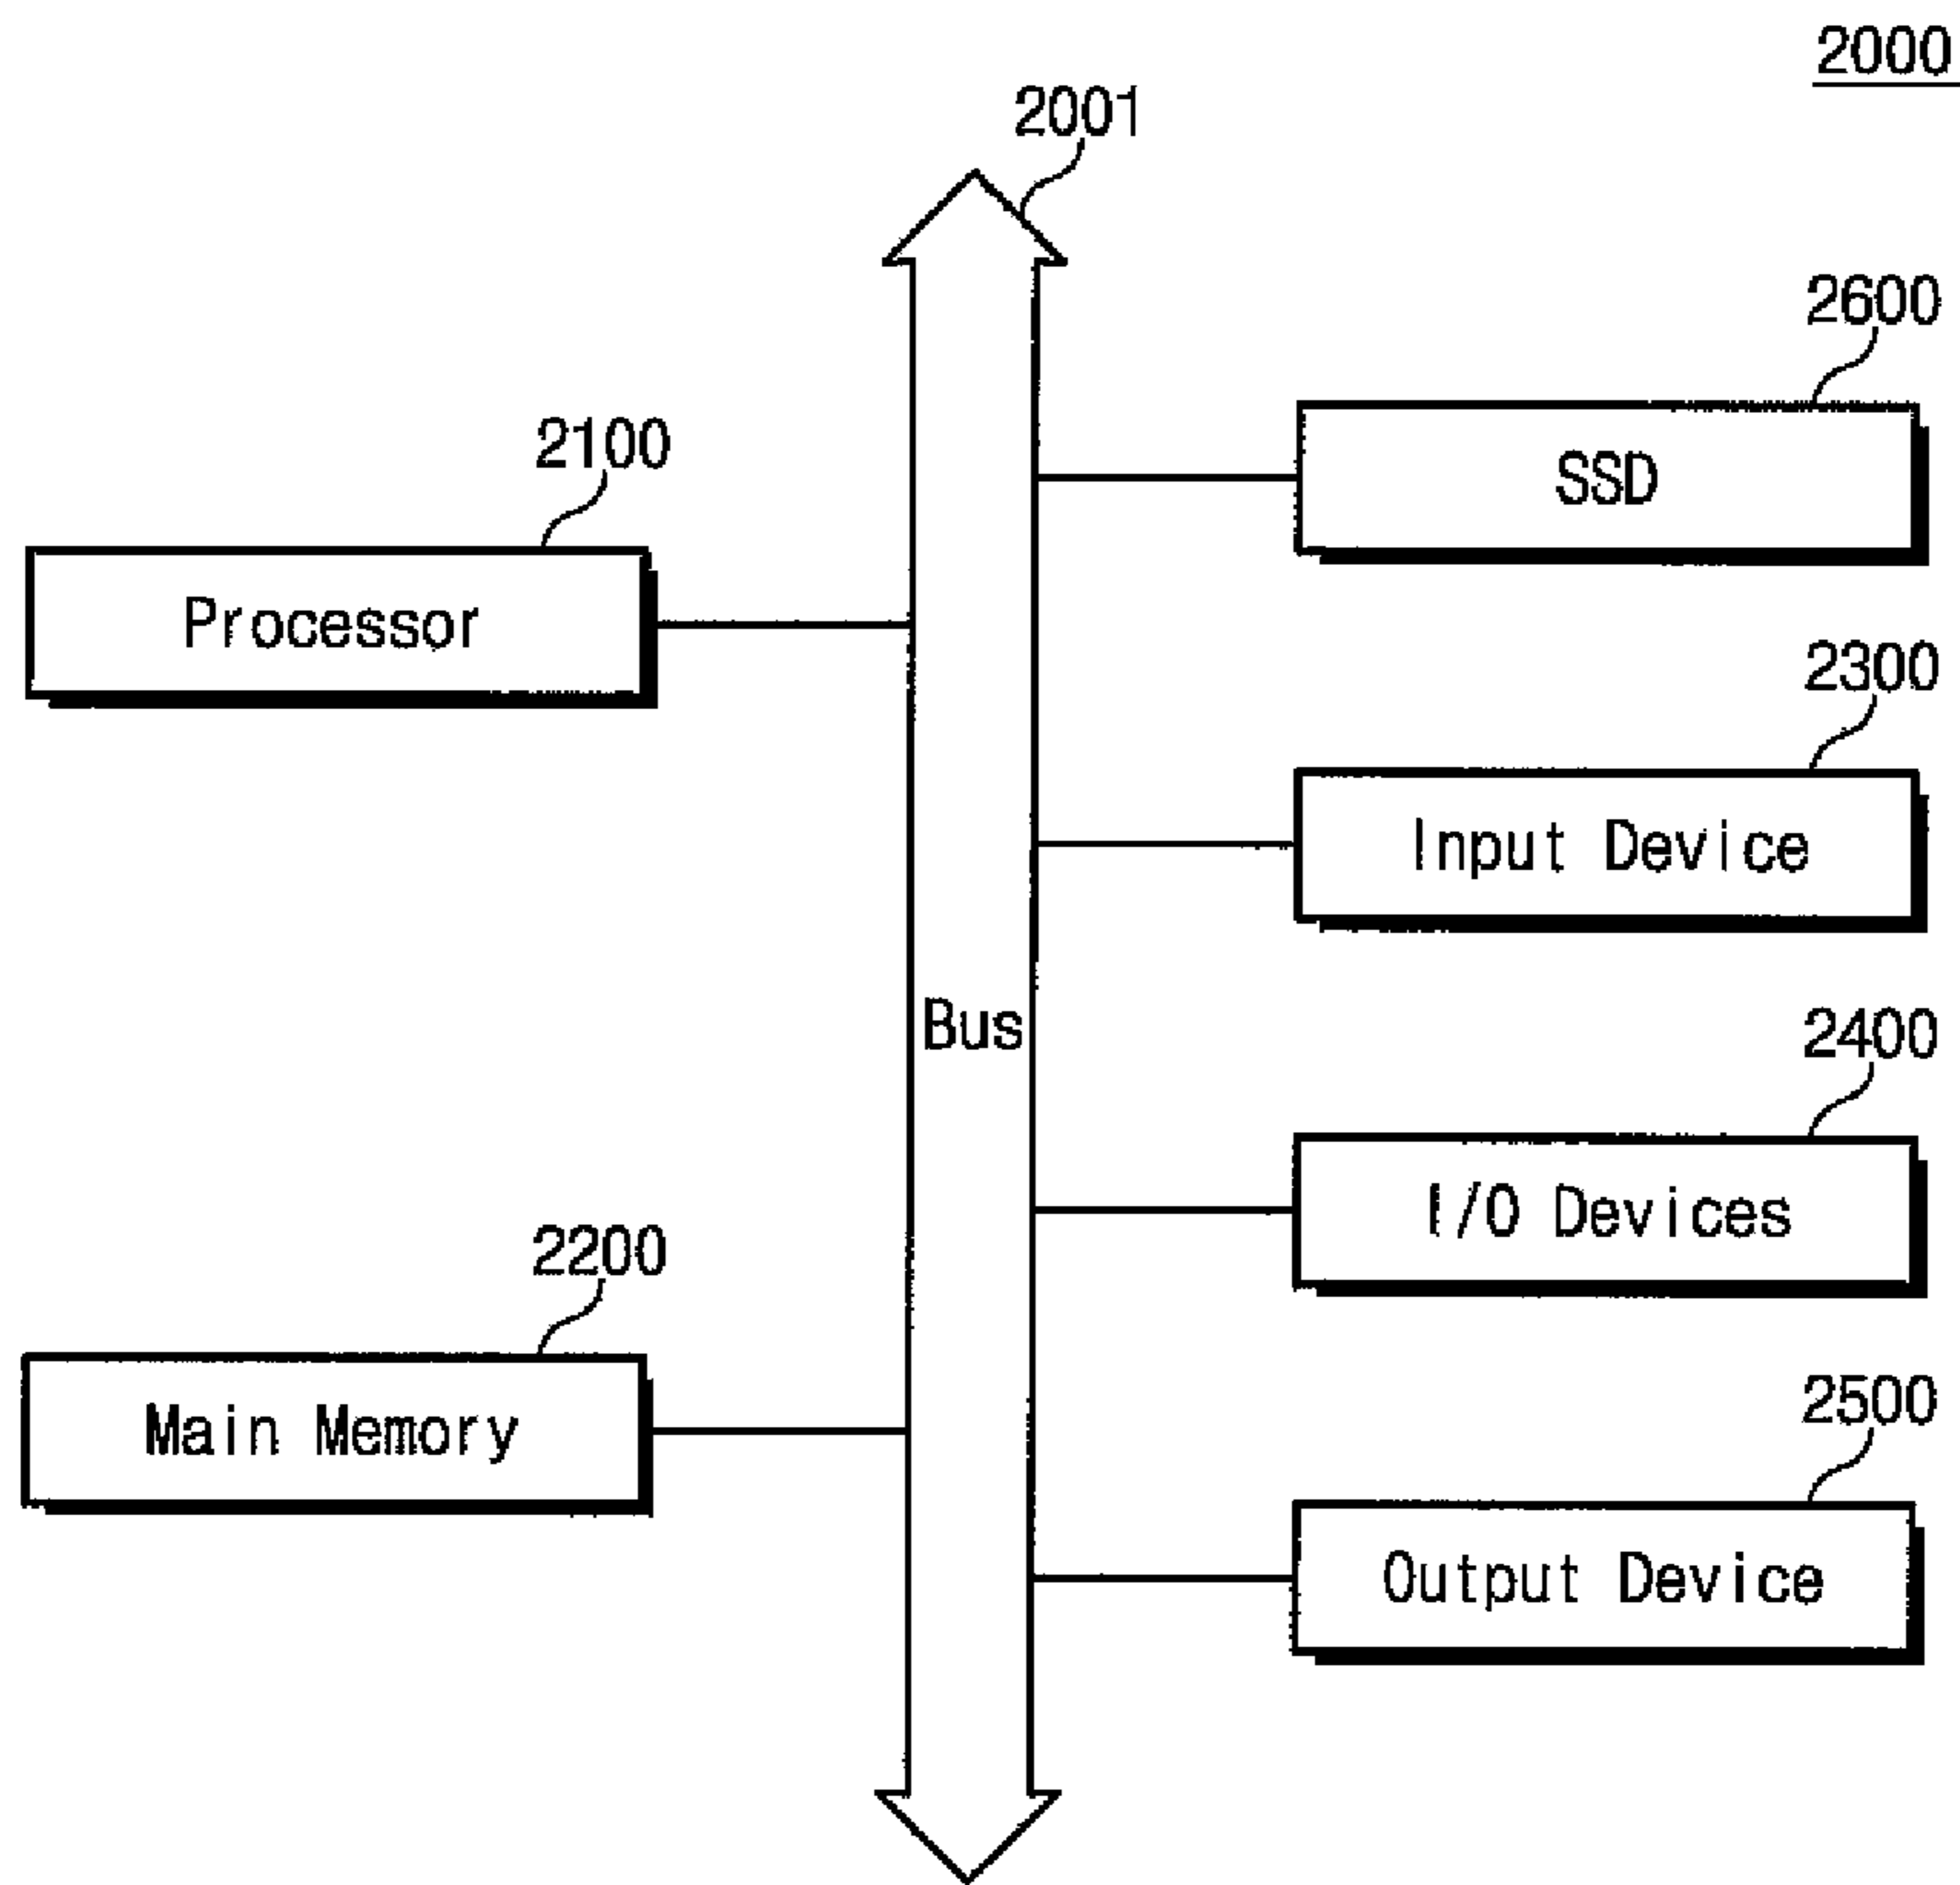 2000
2001
2600
SSD
2100
Processor
2300
Input Device
Bus
2400
I/O Devices
2200
Main Memory
2500
Output Device